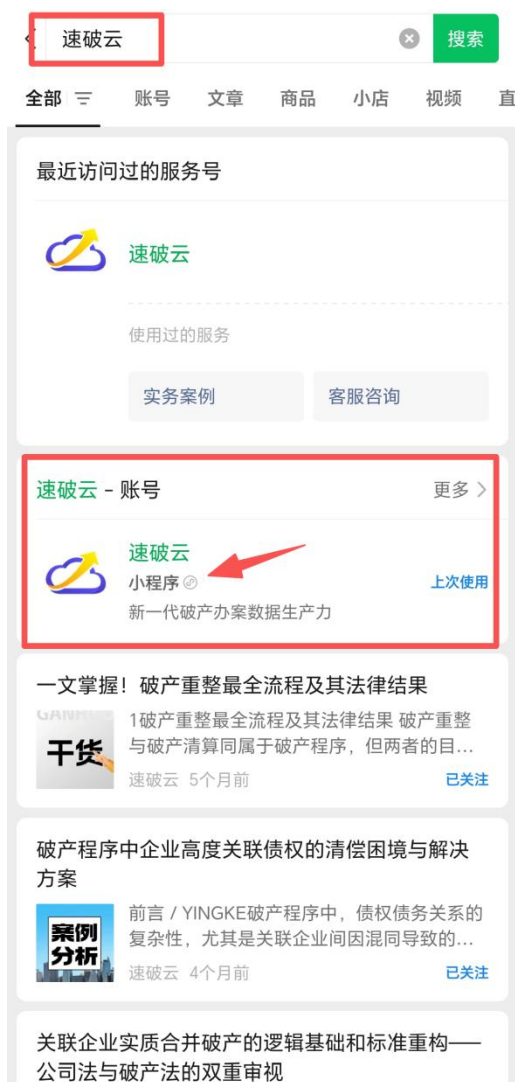 速破云
搜索
全部
账号
文章
商品
小店
视频
直
最近访问过的服务号
速破云
使用过的服务
实务案例
客服咨询
速破云 - 账号
更多
速破云
小程序
上次使用
新一代破产办案数据生产力
一文掌握！破产重整最全流程及其法律结果
干货
1破产重整最全流程及其法律结果 破产重整
与破产清算同属于破产程序，但两者的目...
速破云 5个月前
已关注
破产程序中企业高度关联债权的清偿困境与解决
方案
案例
分析
前言 / YINGKE破产程序中，债权债务关系的
复杂性，尤其是关联企业间因混同导致的...
速破云 4个月前
已关注
关联企业实质合并破产的逻辑基础和标准重构——
公司法与破产法的双重审视